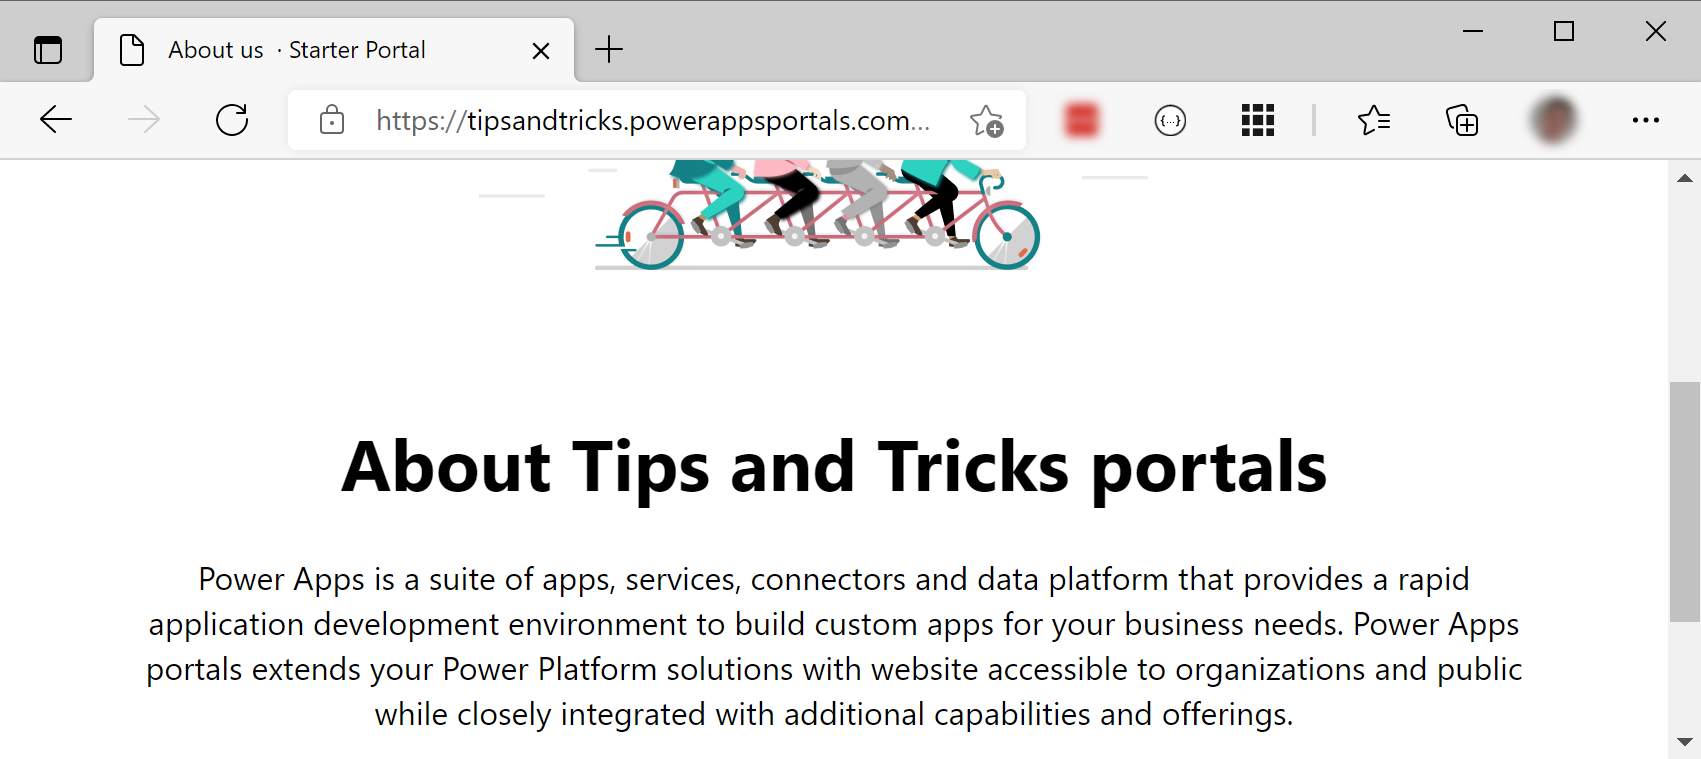 About us · Starter Portal
https://tipsandtricks.powerappsportals.com...
{...}
About Tips and Tricks portals
Power Apps is a suite of apps, services, connectors and data platform that provides a rapid
application development environment to build custom apps for your business needs. Power Apps
portals extends your Power Platform solutions with website accessible to organizations and public
while closely integrated with additional capabilities and offerings.